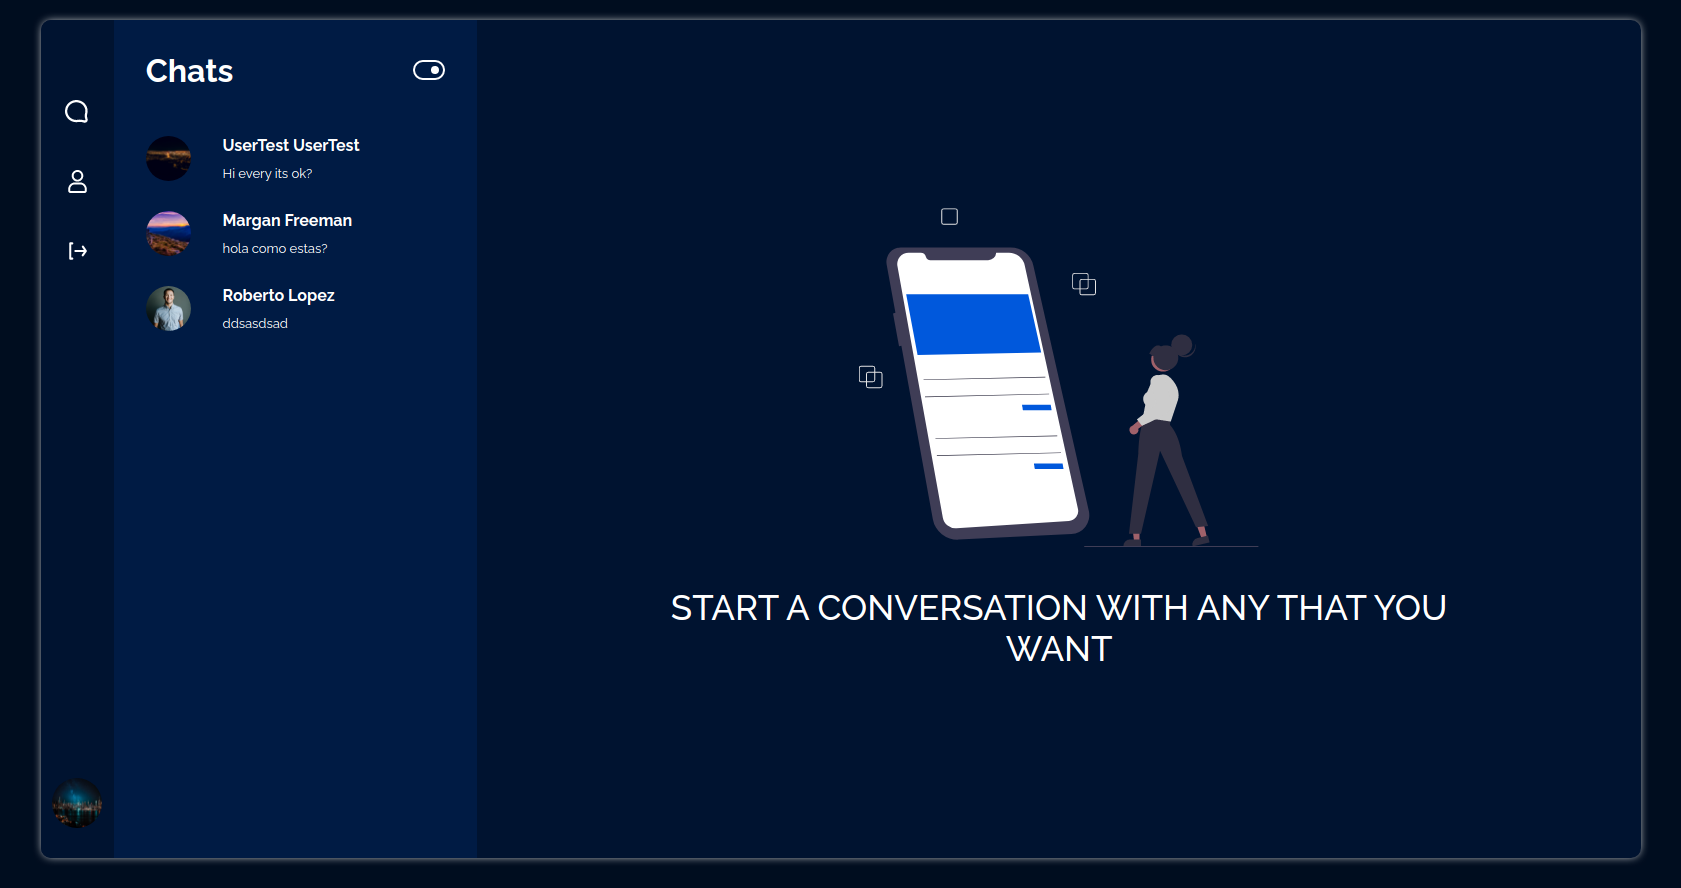 Chats
UserTest UserTest
Hi every its ok?
Margan Freeman
hola como estas?
Roberto Lopez
ddsasdsad
START A CONVERSATION WITH ANY THAT YOU
WANT